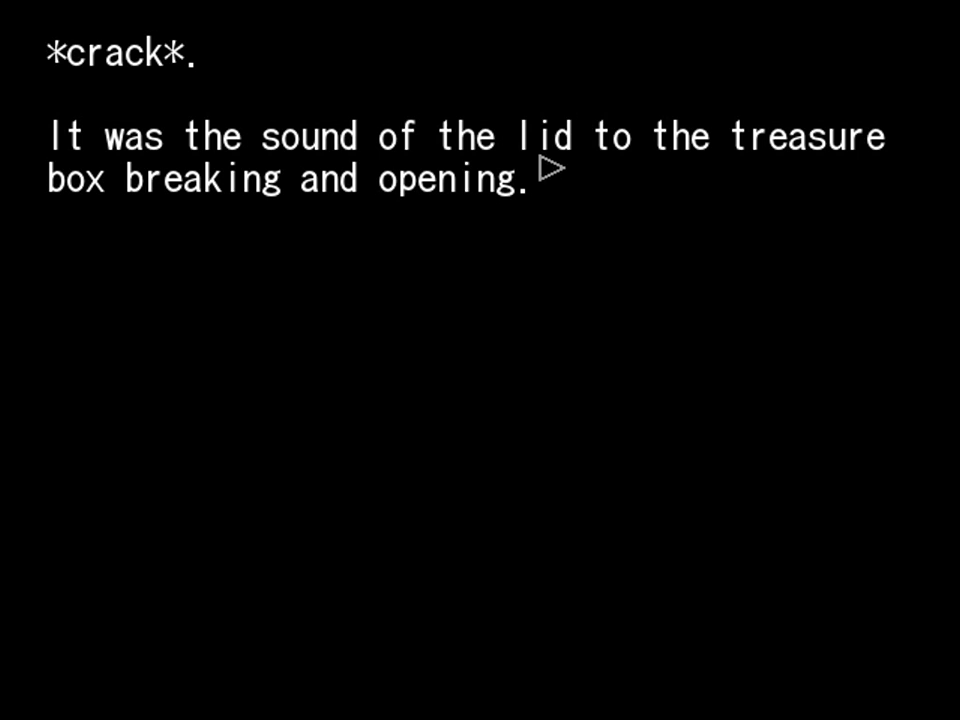 *crack*.
It was the sound of the lid to the treasure
box breaking and opening.